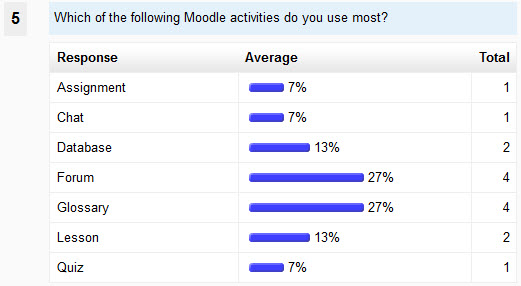 5 Which of the following Moodle activities do you use most?
Response Average Total
Assignment 7% 1
Chat 7% 1
Database 13% 2
Forum 27% 4
Glossary 27% 4
Lesson 13% 2
Quiz 7% 1